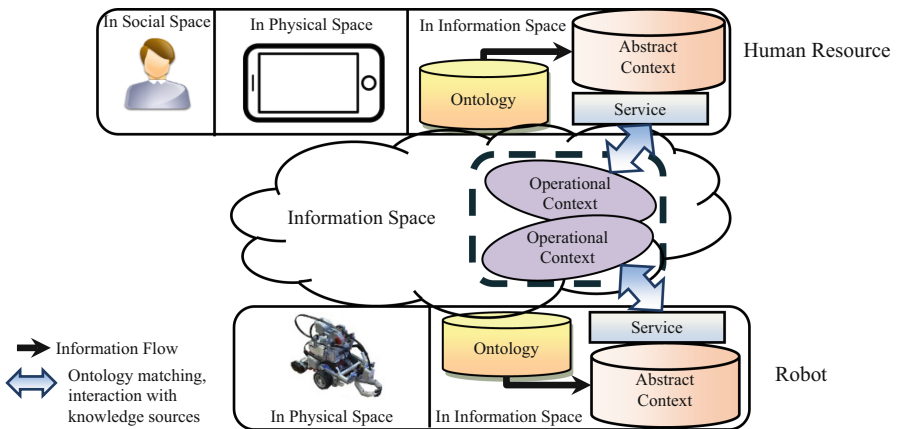 In Social Space
In Physical Space
In Information Space
Abstract
Context
Human Resource
Ontology
Service
Operational
Context
Information Space
Operational
Context
Service
Information Flow
Ontology
Ontology matching,
interaction with
knowledge sources
Abstract
Context
Robot
In Physical Space
In Information Space